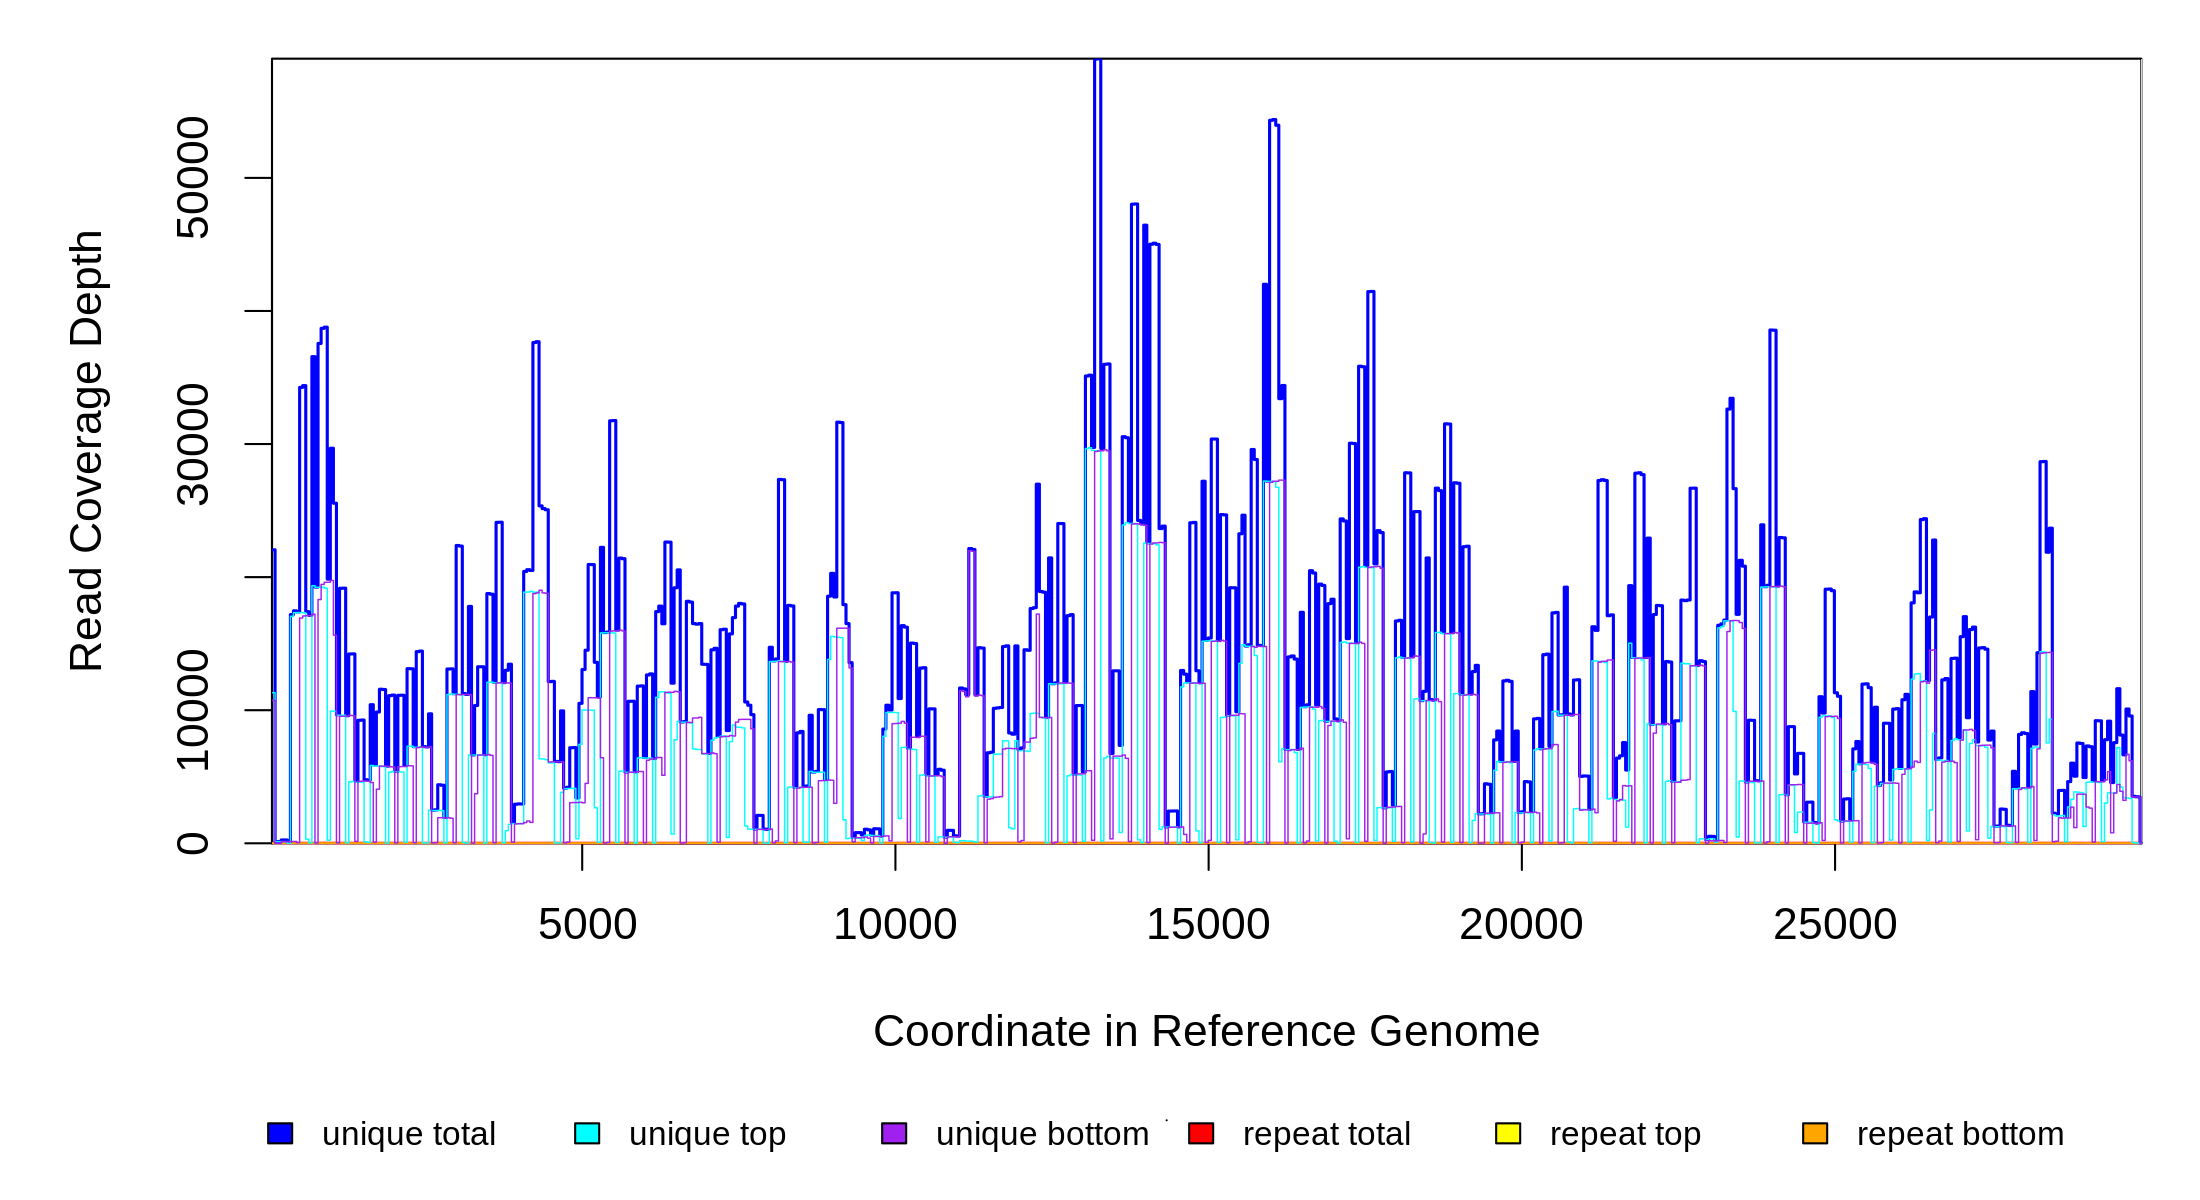 Read Coverage Depth
50000
30000
10000
0
5000 10000 15000 20000 25000
Coordinate in Reference Genome
unique total unique top unique bottom repeat total repeat top repeat bottom